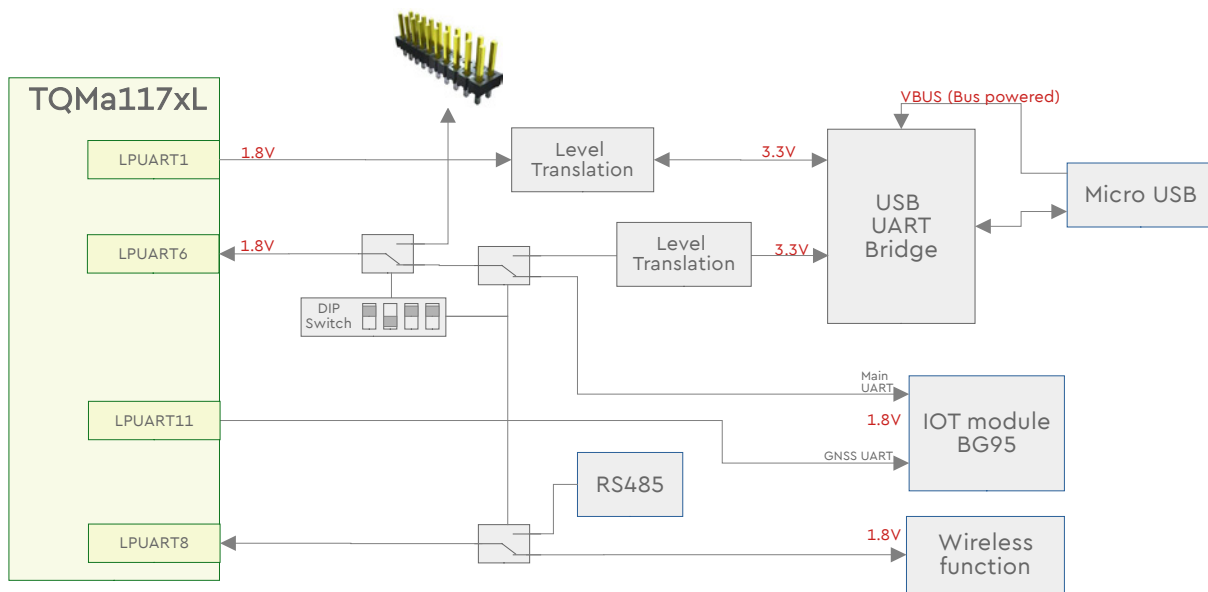 TQMa117xL
LPUART1
1.8V
Level
Translation
3.3V
VBUS (Bus powered)
USB
UART
Bridge
Micro USB
LPUART6
1.8V
Level
Translation
3.3V
DIP
Switch
LPUART11
Main
UART
1.8V
GNSS UART
IOT module
BG95
RS485
LPUART8
1.8V
Wireless
function